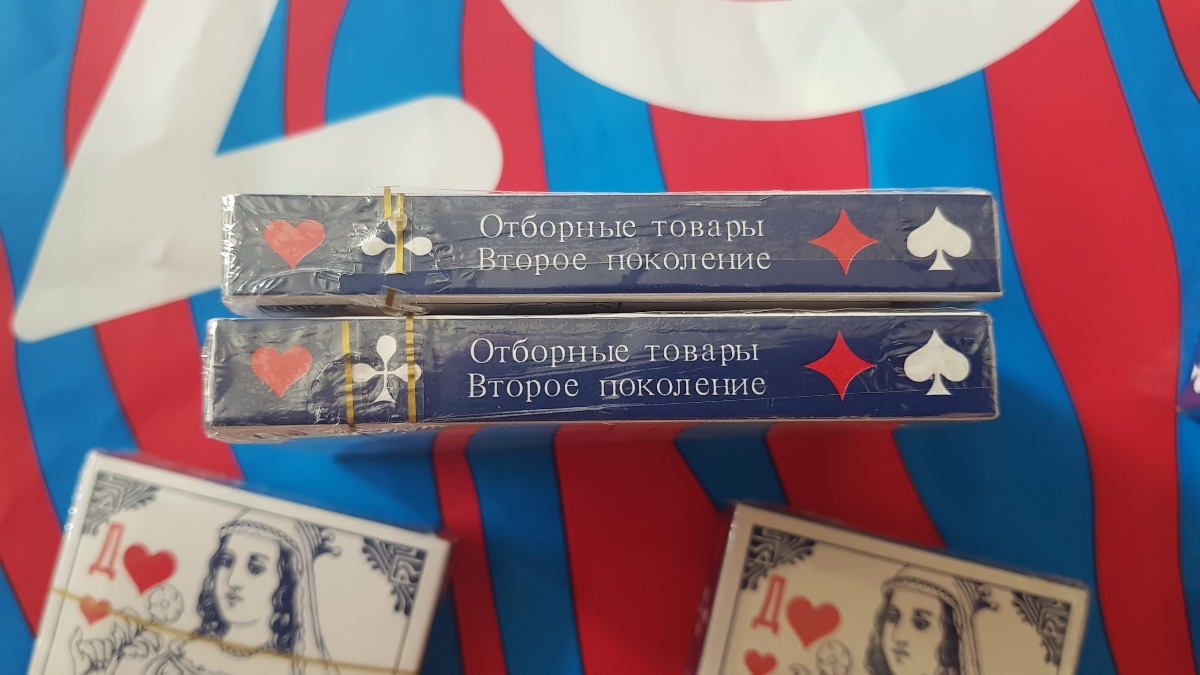 Отборные товары
Второе поколение
Отборные товары
Второе поколение
Д
Д